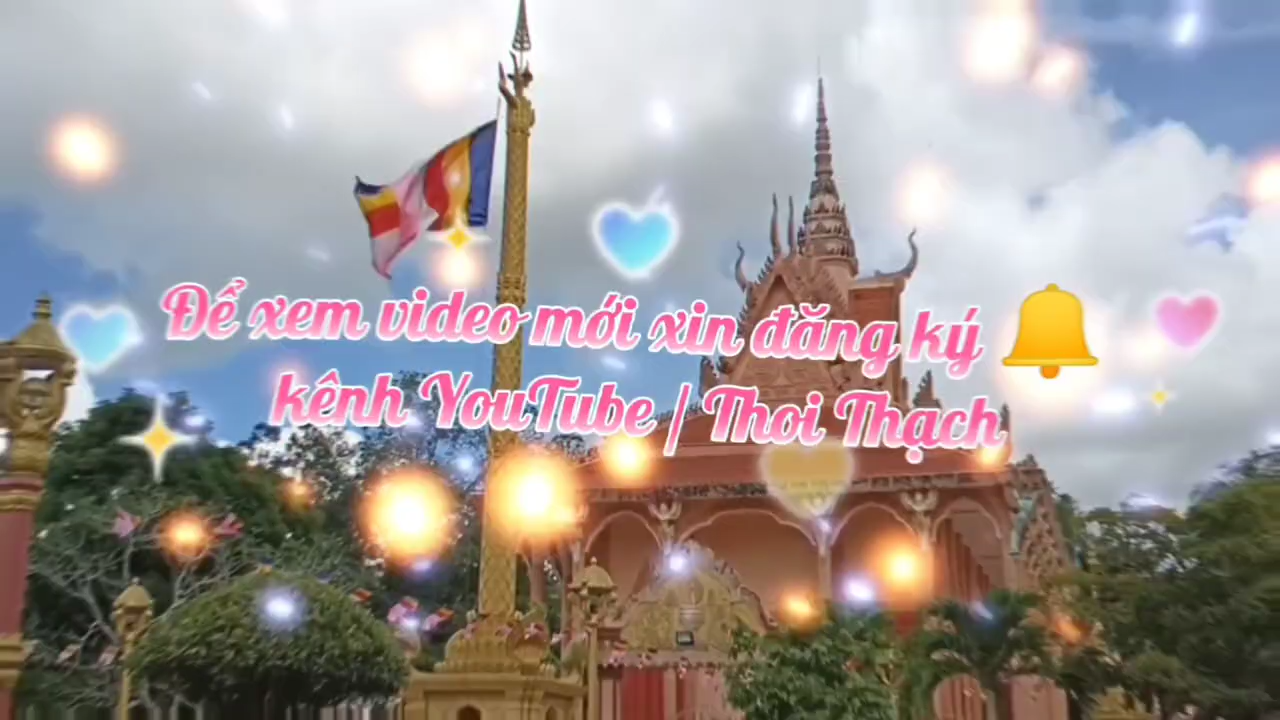 Để xem video mới xin đăng ký
kênh YouTube / Thoi Thạch